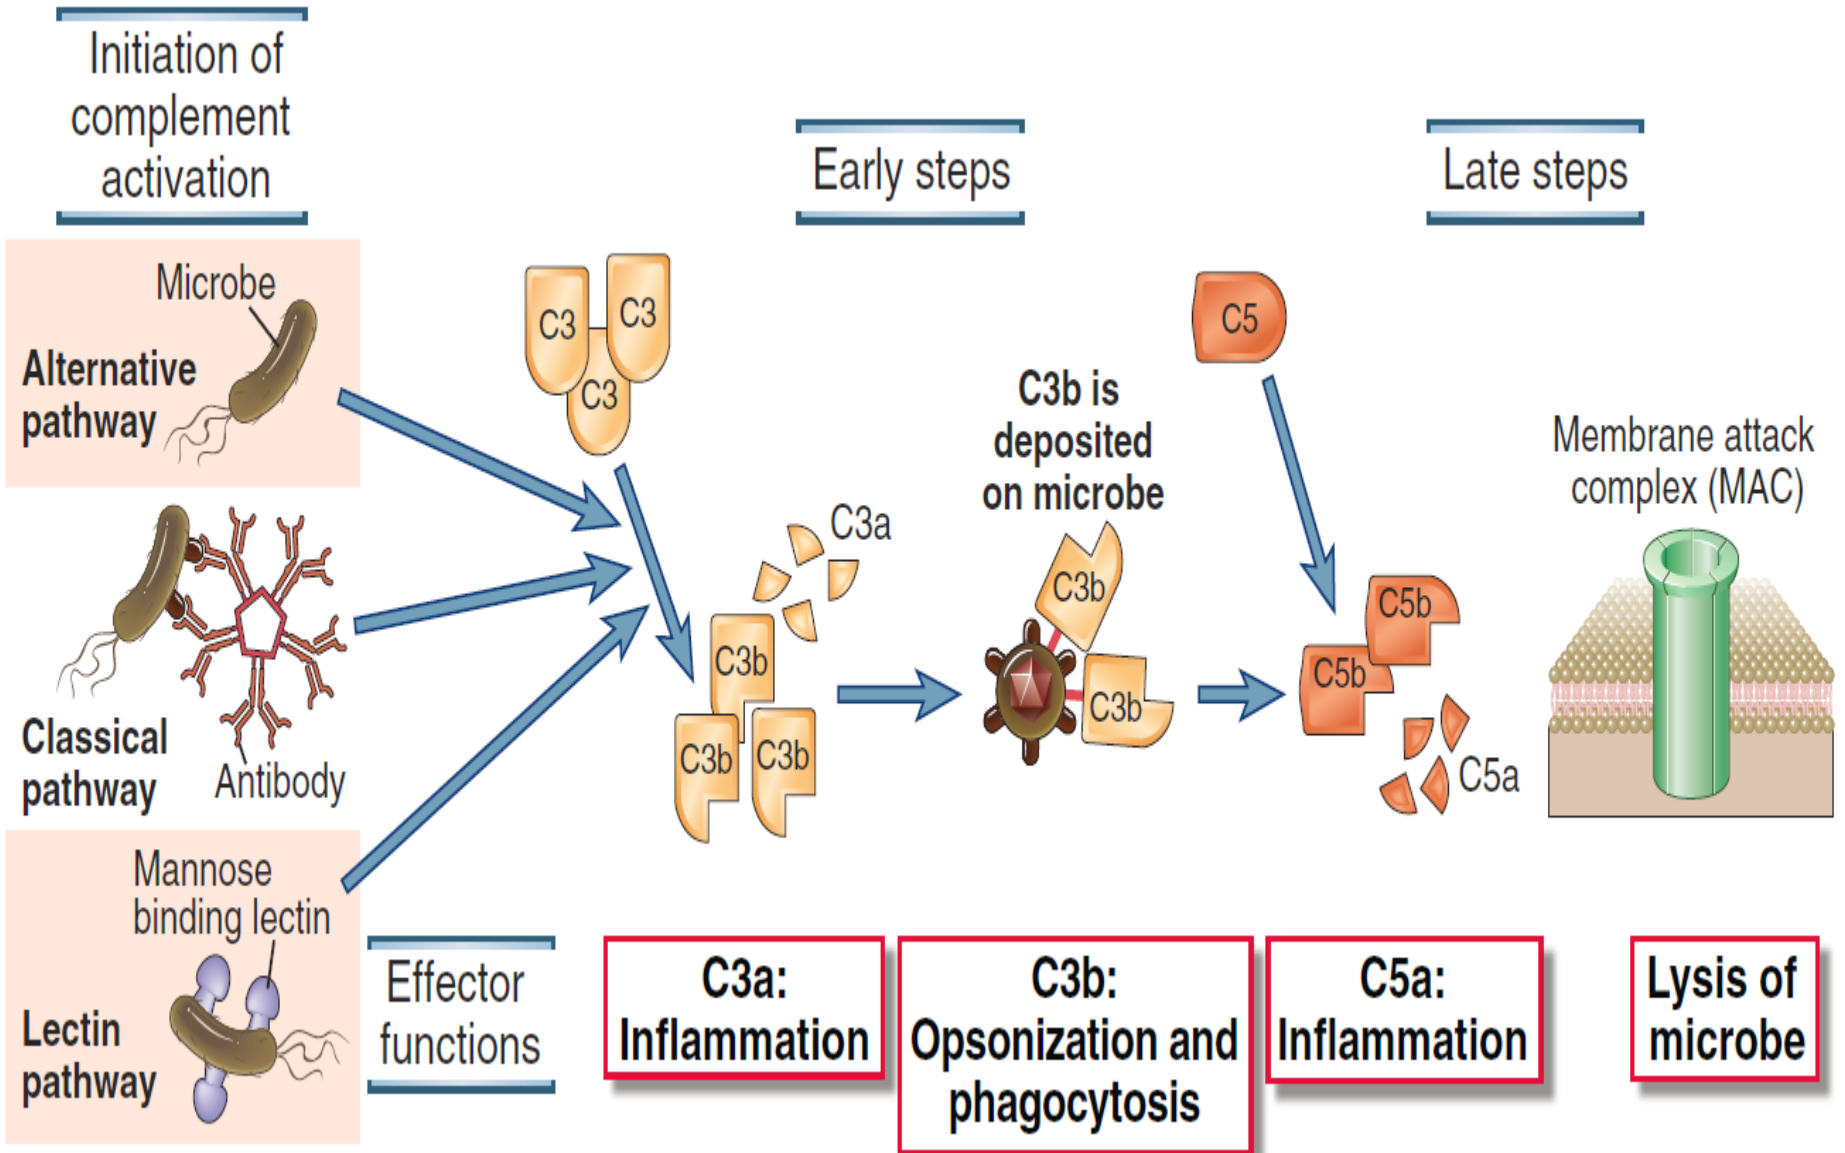 Initiation of
complement
activation
Early steps
Late steps
Microbe
Alternative
pathway
C3
C3
C3
C5
C3b is
deposited
on microbe
Membrane attack
complex (MAC)
C3a
C3b
C5b
C3b
C5b
C3b
C3b
C3b
C5a
Classical
pathway
Antibody
Mannose
binding lectin
Lectin
pathway
Effector
functions
C3a:
Inflammation
C3b:
Opsonization and
phagocytosis
C5a:
Inflammation
Lysis of
microbe